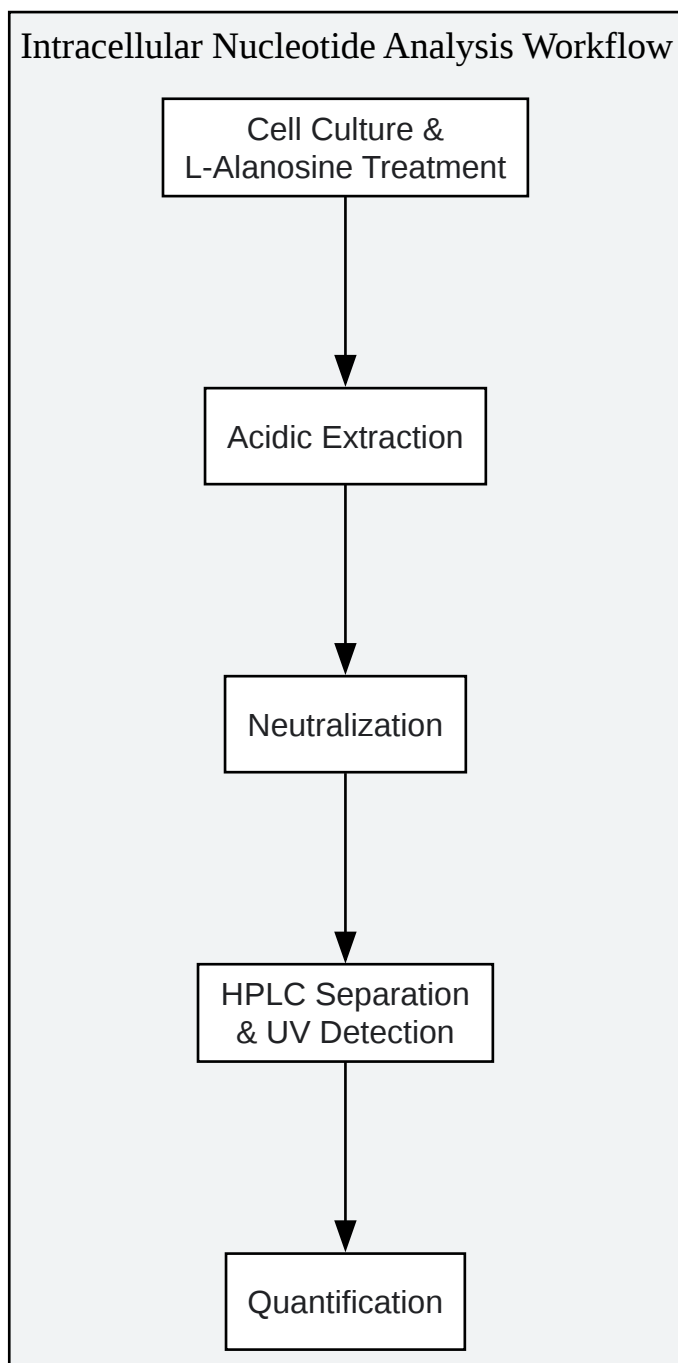 Intracellular Nucleotide Analysis Workflow
Cell Culture &
L-Alanosine Treatment
Acidic Extraction
Neutralization
HPLC Separation
& UV Detection
Quantification